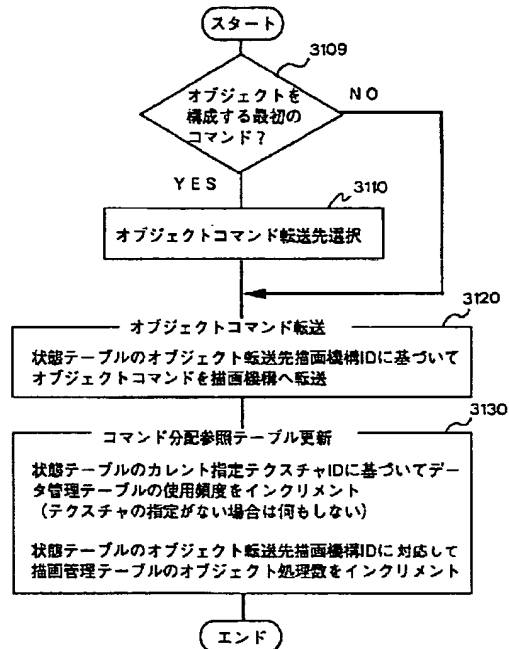 スタート
3109
オブジェクトを
構成する最初の
コマンド?
NO
YES
3110
オブジェクトコマンド転送先選択
3120
オブジェクトコマンド転送
状態テーブルのオブジェクト転送先描画機構IDに基づいて
オブジェクトコマンドを描画機構へ転送
3130
コマンド分配参照テーブル更新
状態テーブルのカレント指定テクスチャIDに基づいてデー
タ管理テーブルの使用頻度をインクリメント
(テクスチャの指定がない場合は何もしない)
状態テーブルのオブジェクト転送先描画機構IDに対応して
描画管理テーブルのオブジェクト処理数をインクリメント
エンド